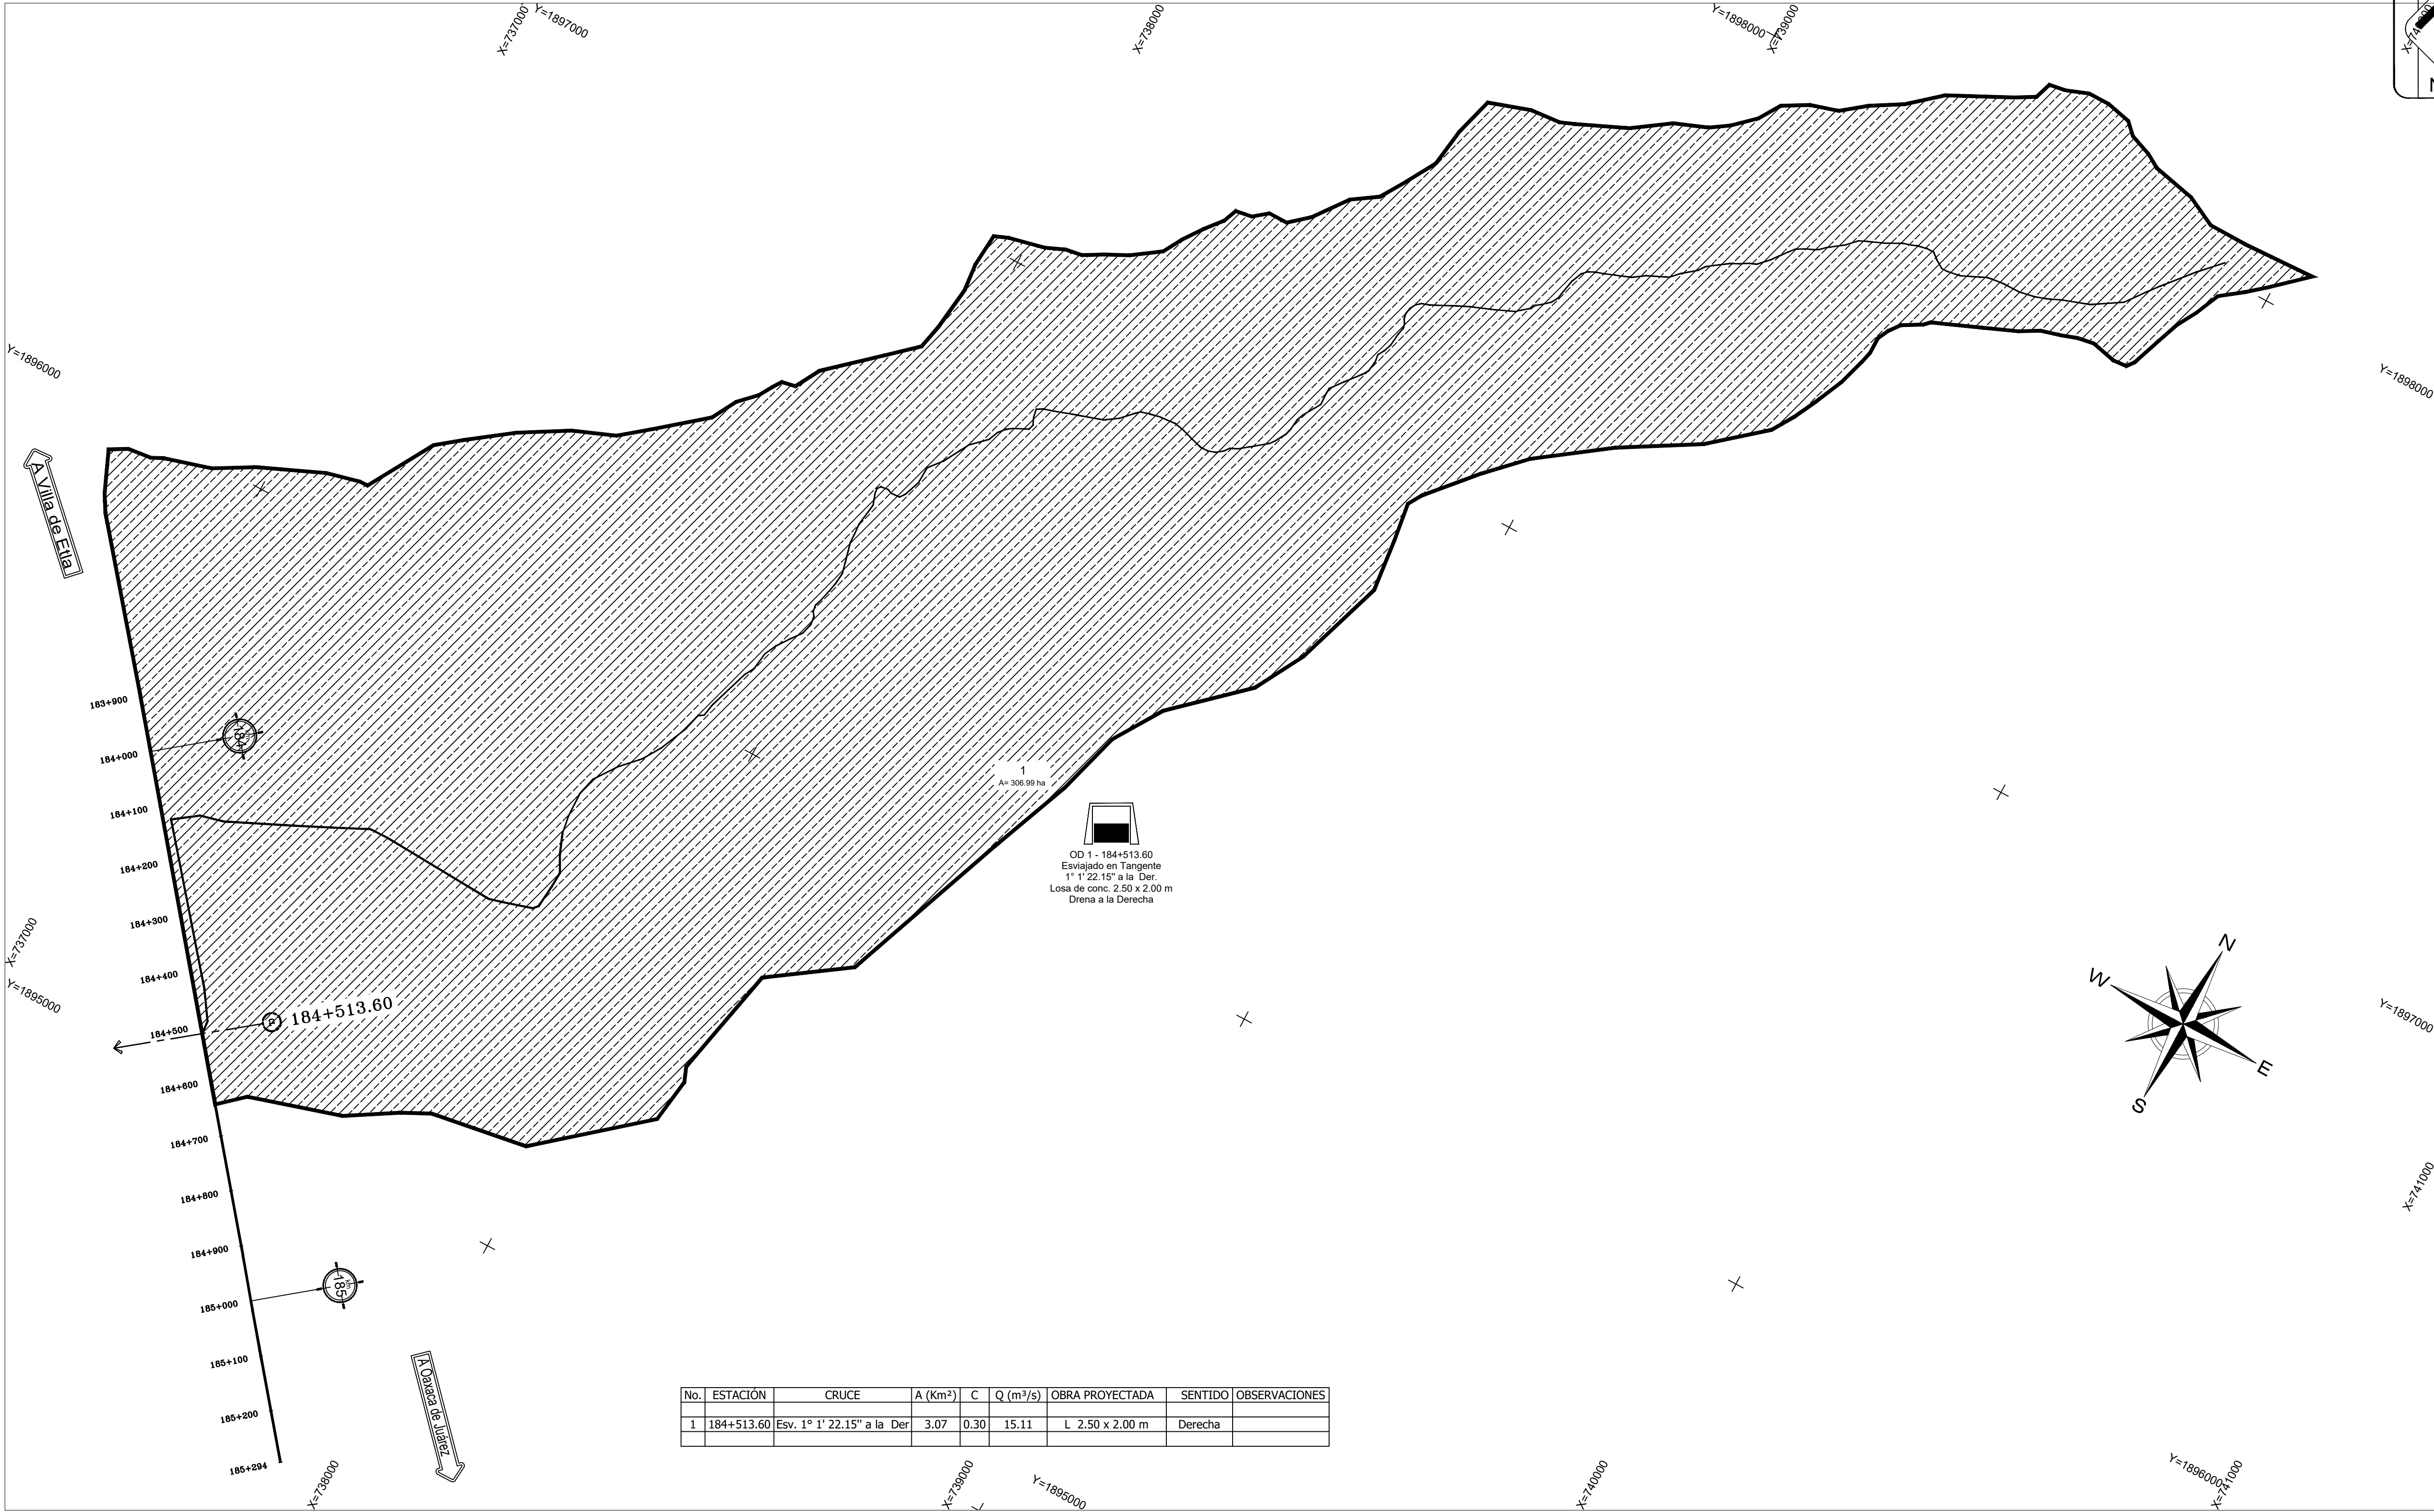 X=737000
Y=1897000
X=738000
Y=1898000
X=739000
Y=1896000
Y=1898000
A Villa de Etla
183+900
184
184+000
184+100
184+200
184+300
184+400
184+500
184+513.60
184+600
184+700
184+800
184+900
185
185+000
185+100
185+200
185+294
1
A= 306.99 ha
OD 1 - 184+513.60
Esviajado en Tangente
1° 1' 22.15" a la Der.
Losa de conc. 2.50 x 2.00 m
Drena a la Derecha
X=737000
Y=1895000
N
W
E
S
Y=1897000
X=741000
A Oaxaca de Juárez
No. ESTACIÓN CRUCE A (Km²) C Q (m³/s) OBRA PROYECTADA SENTIDO OBSERVACIONES
1 184+513.60 Esv. 1° 1' 22.15" a la Der 3.07 0.30 15.11 L 2.50 x 2.00 m Derecha
X=738000
X=739000
Y=1895000
X=740000
Y=1896000
X=741000